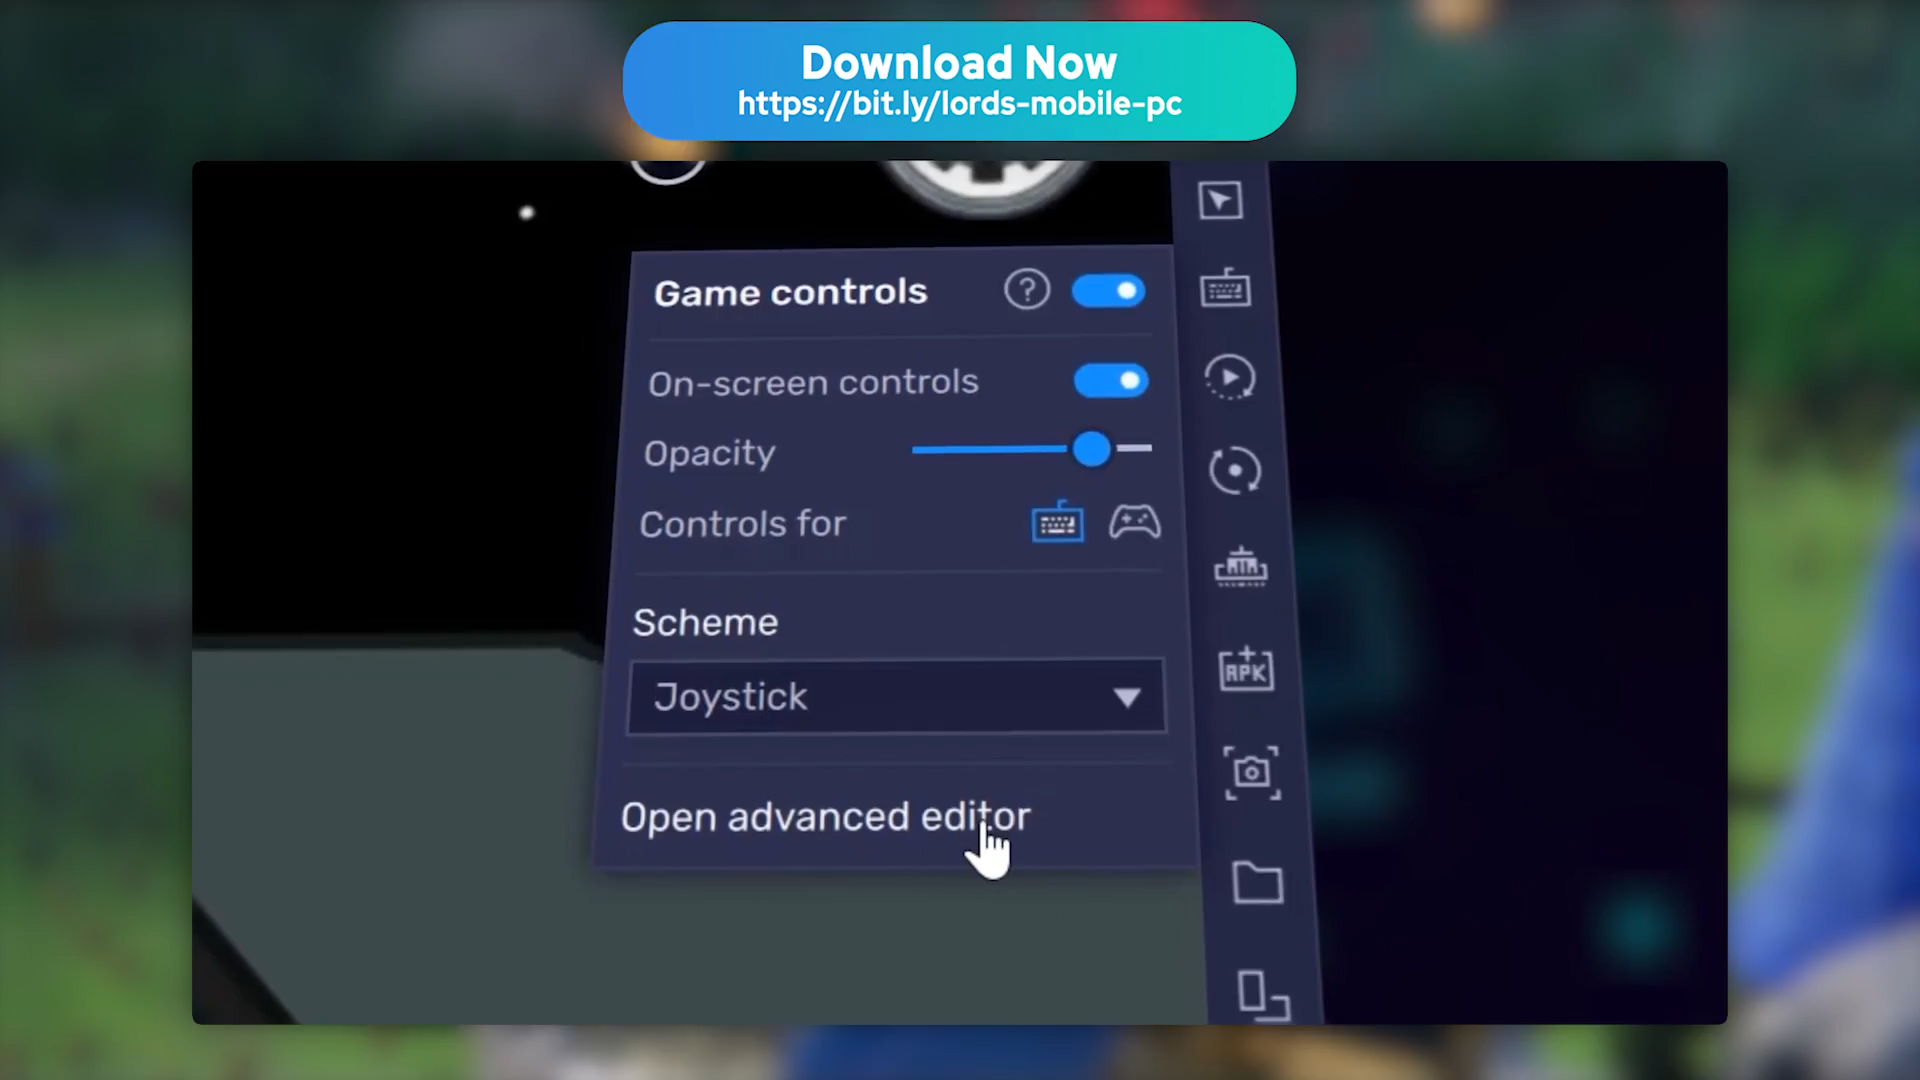 Download Now
https://bit.ly/lords-mobile-pc
Game controls ?
On-screen controls
Opacity
Controls for
Scheme
Joystick
APK
Open advanced editor